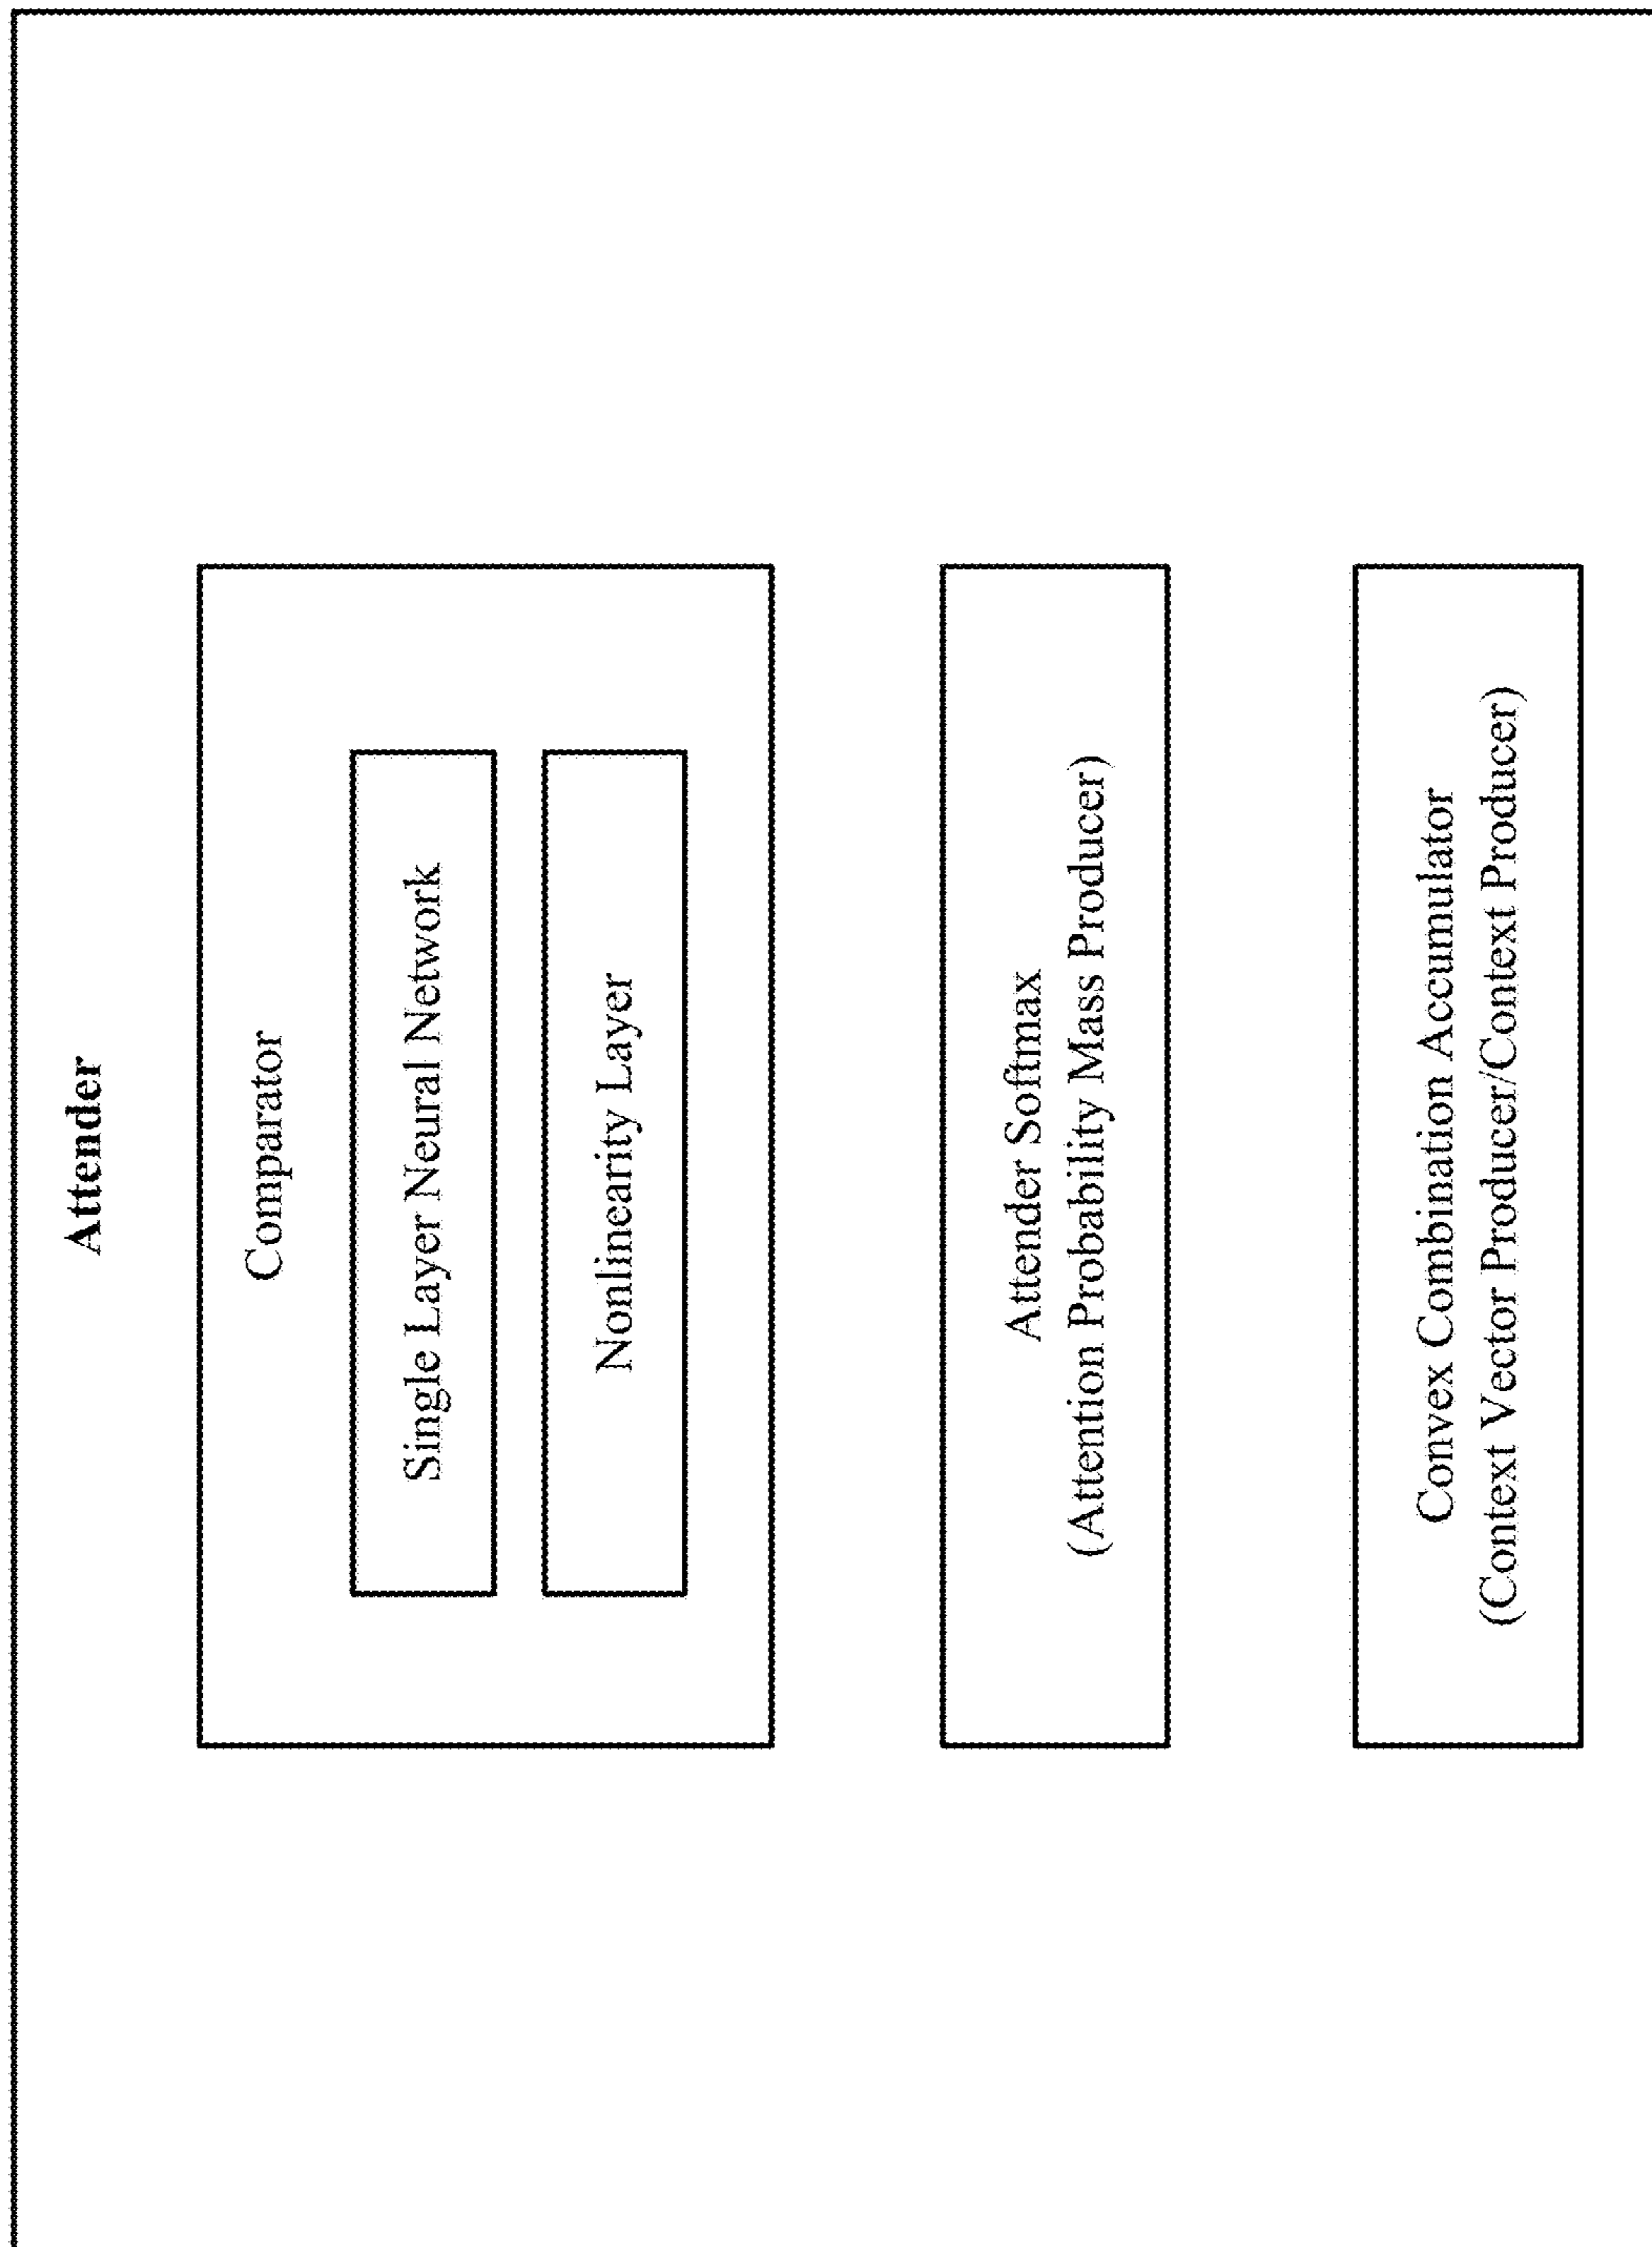 Attender
Comparator
Single Layer Neural Network
Nonlinearity Layer
Attender Softmax
(Attention Probability Mass Producer)
Convex Combination Accumulator
(Context Vector Producer/Context Producer)